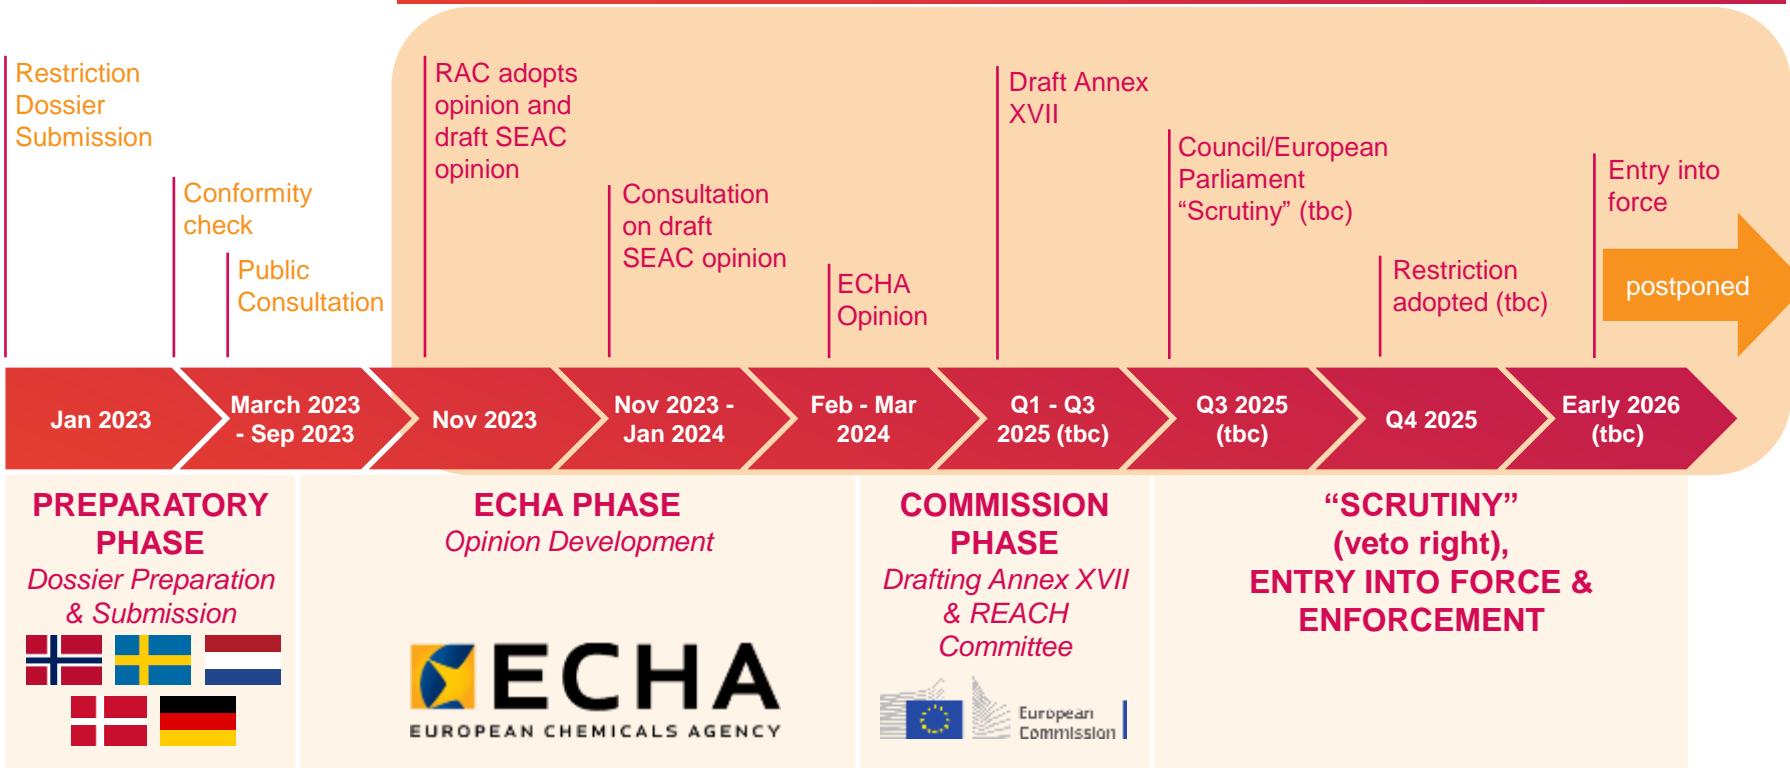 Restriction
Dossier
Submission
Conformity
check
Public
Consultation
RAC adopts
opinion and
draft SEAC
opinion
Consultation
on draft
SEAC opinion
ECHA
Opinion
Draft Annex
XVII
Council/European
Parliament
“Scrutiny” (tbc)
Restriction
adopted (tbc)
Entry into
force
postponed
Jan 2023
March 2023
- Sep 2023
Nov 2023
Nov 2023 -
Jan 2024
Feb - Mar
2024
Q1 - Q3
2025 (tbc)
Q3 2025
(tbc)
Q4 2025
Early 2026
(tbc)
PREPARATORY
PHASE
Dossier Preparation
& Submission
ECHA PHASE
Opinion Development
ECHA
EUROPEAN CHEMICALS AGENCY
COMMISSION
PHASE
Drafting Annex XVII
& REACH
Committee
European
Commission
“SCRUTINY”
(veto right),
ENTRY INTO FORCE &
ENFORCEMENT